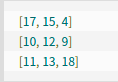 [17, 15, 4]
[10, 12, 9]
[11, 13, 18]